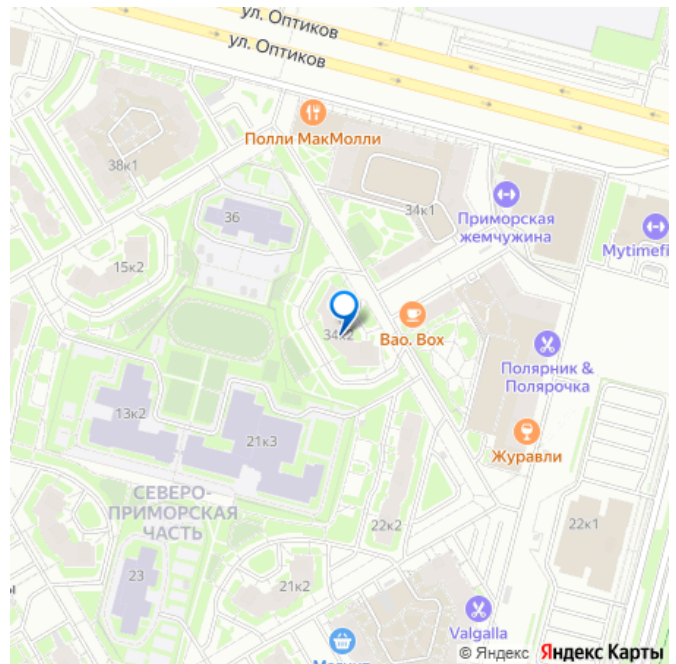 ул. Оптиков
ул. Оптиков
Полли МакМолли
38к1
34к1
Приморская
жемчужина
36
Mytimefi
15к2
34к2
Bao. Box
Полярник &
Полярочка
13к2
21к3
Журавли
СЕВЕРО-
ПРИМОРСКАЯ
ЧАСТЬ
22к2
22к1
23
21к2
Valgalla
ы
© Яндекс Яндекс Карты